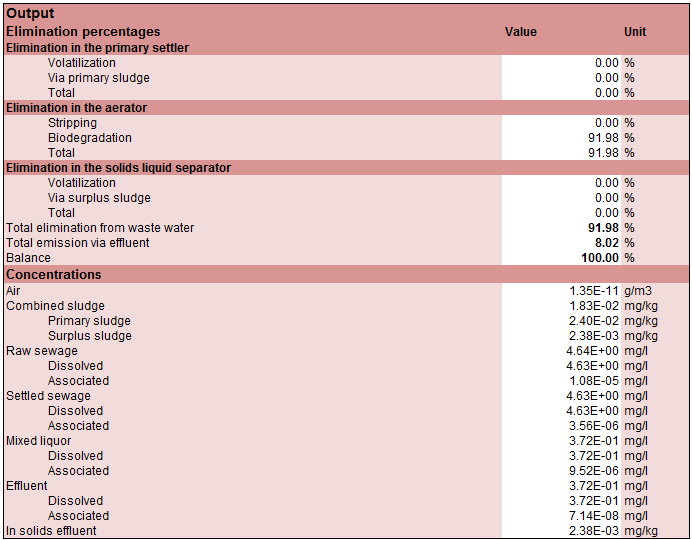 Output
Elimination percentages Value Unit
Elimination in the primary settler
Volatilization 0.00 %
Via primary sludge 0.00 %
Total 0.00 %
Elimination in the aerator
Stripping 0.00 %
Biodegradation 91.98 %
Total 91.98 %
Elimination in the solids liquid separator
Volatilization 0.00 %
Via surplus sludge 0.00 %
Total 0.00 %
Total elimination from waste water 91.98 %
Total emission via effluent 8.02 %
Balance 100.00 %
Concentrations
Air 1.35E-11 g/m3
Combined sludge 1.83E-02 mg/kg
Primary sludge 2.40E-02 mg/kg
Surplus sludge 2.38E-03 mg/kg
Raw sewage 4.64E+00 mg/l
Dissolved 4.63E+00 mg/l
Associated 1.08E-05 mg/l
Settled sewage 4.63E+00 mg/l
Dissolved 4.63E+00 mg/l
Associated 3.56E-06 mg/l
Mixed liquor 3.72E-01 mg/l
Dissolved 3.72E-01 mg/l
Associated 9.52E-06 mg/l
Effluent 3.72E-01 mg/l
Dissolved 3.72E-01 mg/l
Associated 7.14E-08 mg/l
In solids effluent 2.38E-03 mg/kg